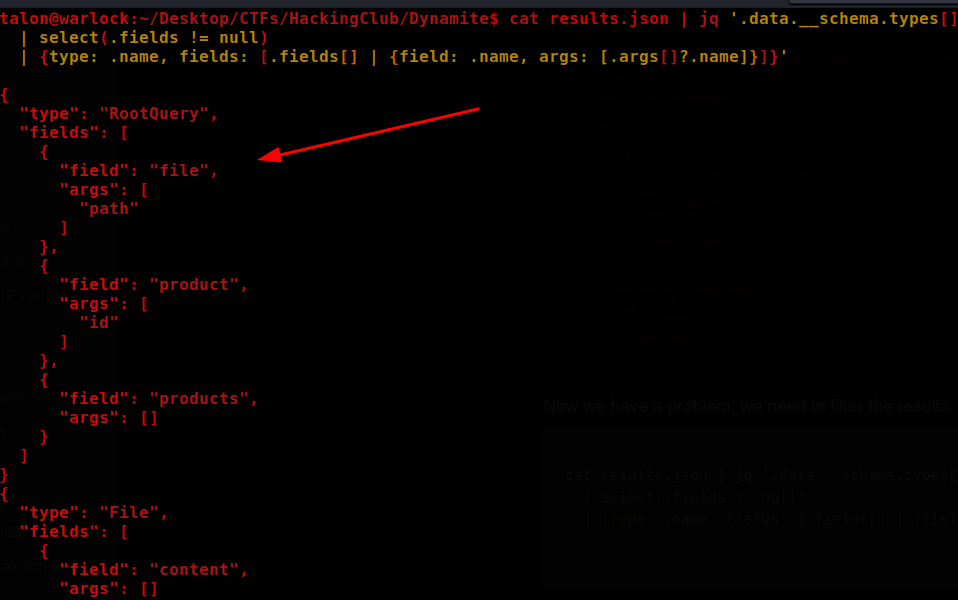 talon@warlock:~/Desktop/CTFs/HackingClub/Dynamite$ cat results.json | jq '.data.__schema.types[]
  | select(.fields != null)
  | {type: .name, fields: [.fields[] | {field: .name, args: [.args[]?.name]}]}'
{
  "type": "RootQuery",
  "fields": [
    {
      "field": "file",
      "args": [
        "path"
      ]
    },
    {
      "field": "product",
      "args": [
        "id"
      ]
    },
    {
      "field": "products",
      "args": []
    }
  ]
}
{
  "type": "File",
  "fields": [
    {
      "field": "content",
      "args": []
Now we have a problem, we need to filter the results.
cat results.json | jq '.data.__schema.types
  | select(.fields != null)
  | {type: .name, fields: [.fields[] | {fie